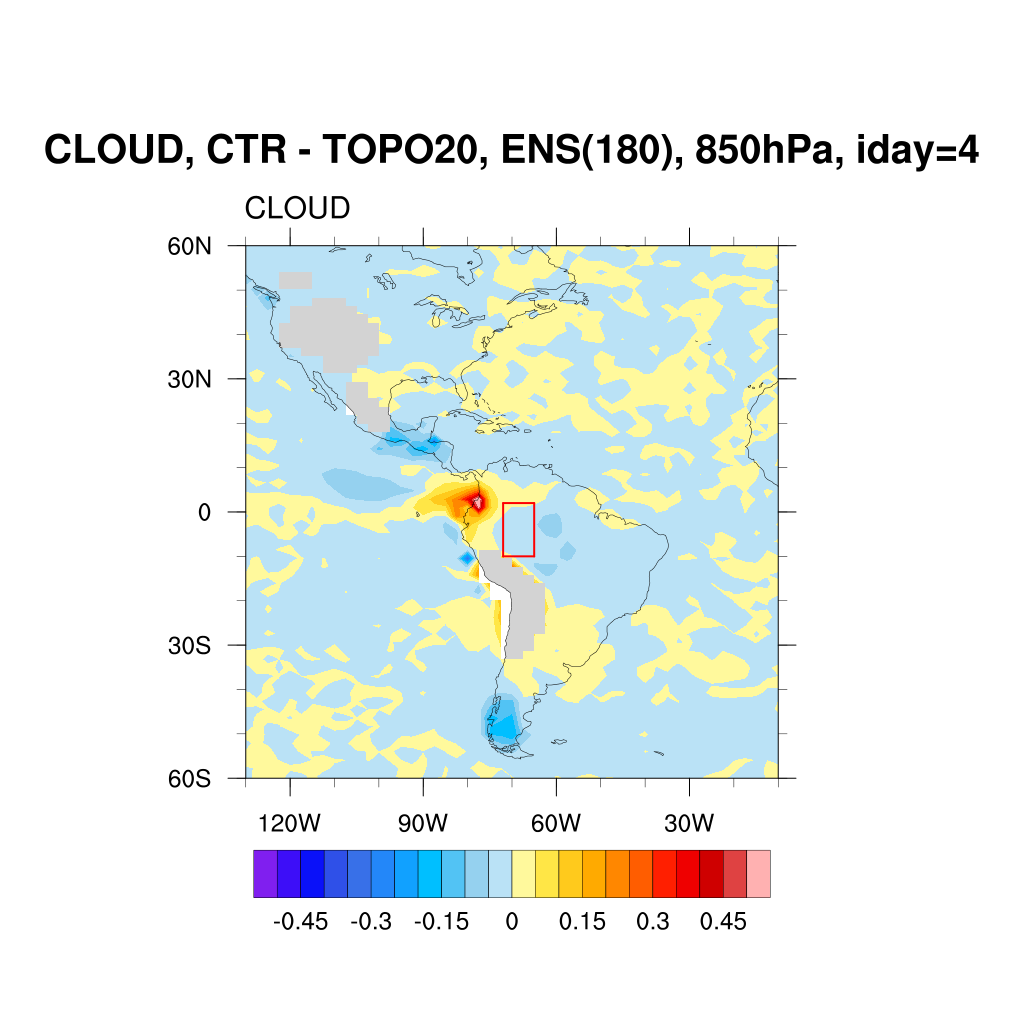 CLOUD, CTR - TOPO20, ENS(180), 850hPa, iday=4
CLOUD
60N
30N
0
30S
60S
120W 90W 60W 30W
-0.45 -0.3 -0.15 0 0.15 0.3 0.45